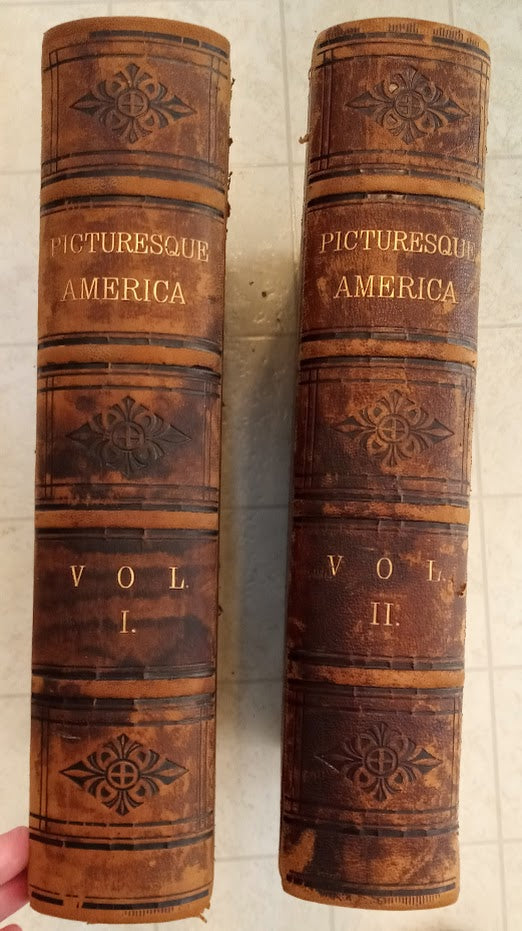 PICTURESQUE
AMERICA
VOL.
I.
PICTURESQUE
AMERICA
VOL.
II.